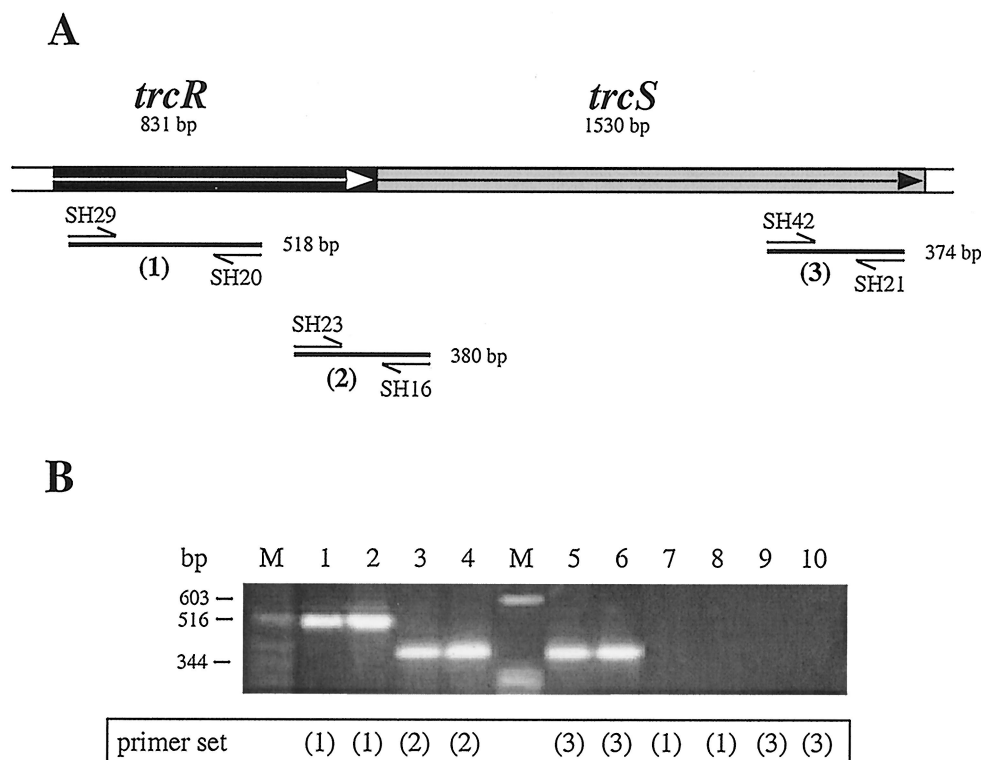 A
trcR
831 bp
trcS
1530 bp
SH29
518 bp
(1)
SH20
SH42
374 bp
(3)
SH21
SH23
380 bp
(2)
SH16
B
bp M 1 2 3 4 M 5 6 7 8 9 10
603
516
344
primer set (1) (1) (2) (2) (3) (3) (1) (1) (3) (3)